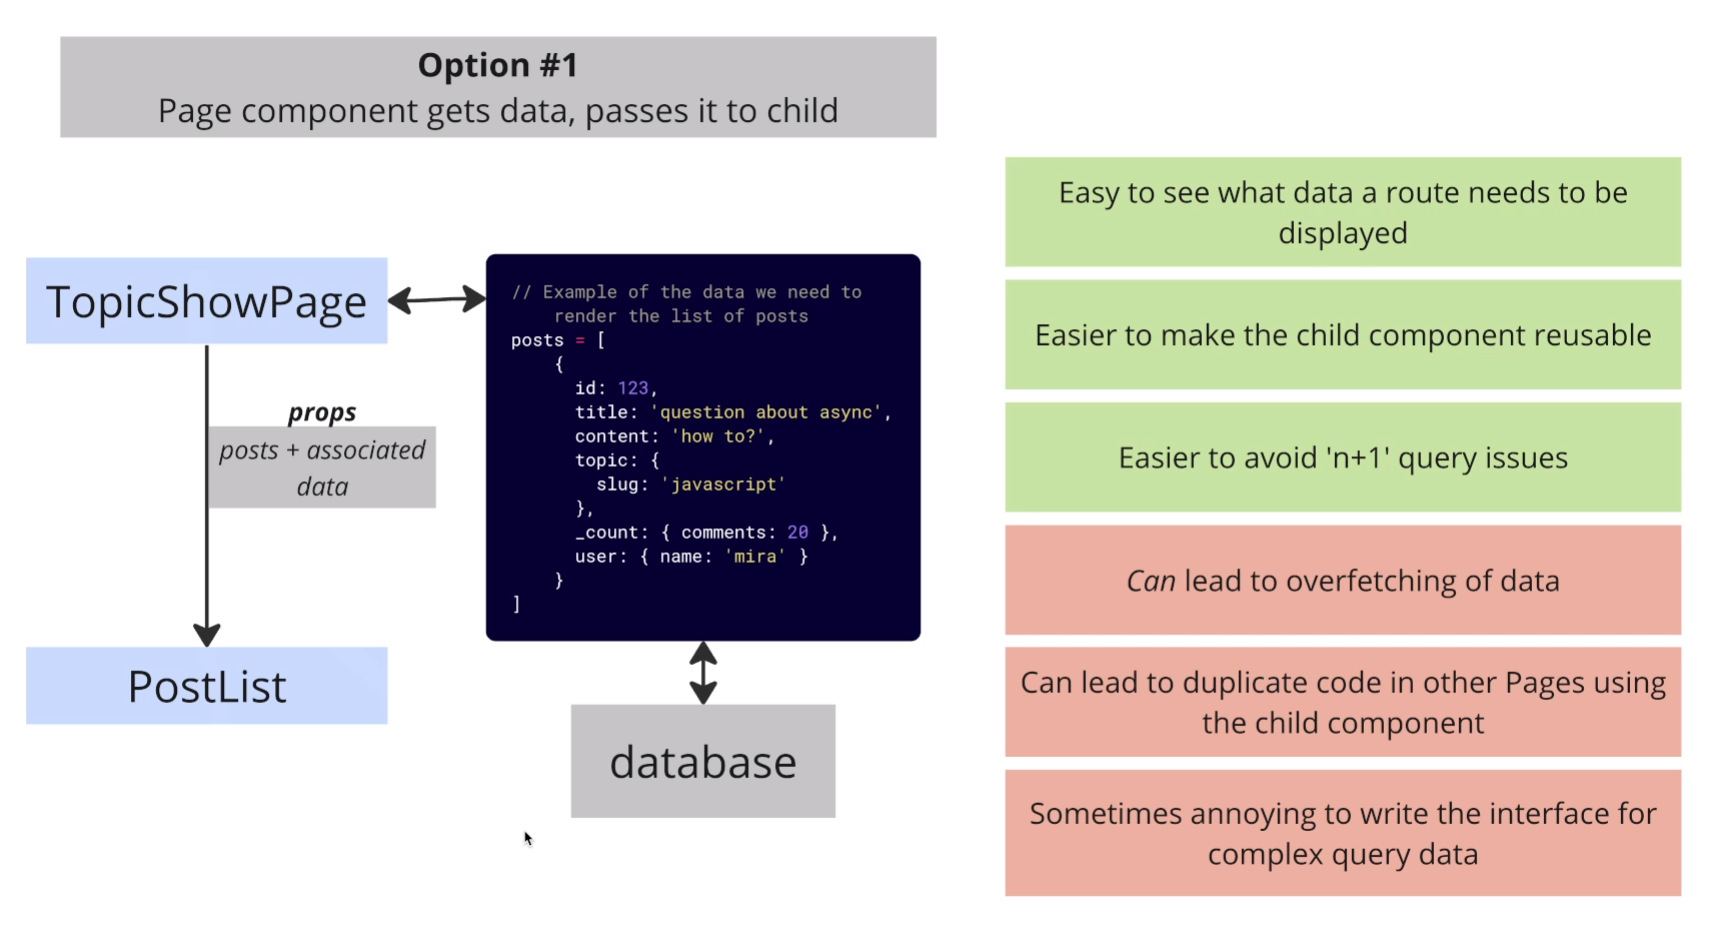 Option #1
Page component gets data, passes it to child
TopicShowPage
props
posts + associated
data
PostList
// Example of the data we need to
render the list of posts
posts = [
{
id: 123,
title: 'question about async',
content: 'how to?',
topic: {
slug: 'javascript'
},
_count: { comments: 20 },
user: { name: 'mira' }
}
]
database
Easy to see what data a route needs to be
displayed
Easier to make the child component reusable
Easier to avoid 'n+1' query issues
Can lead to overfetching of data
Can lead to duplicate code in other Pages using
the child component
Sometimes annoying to write the interface for
complex query data